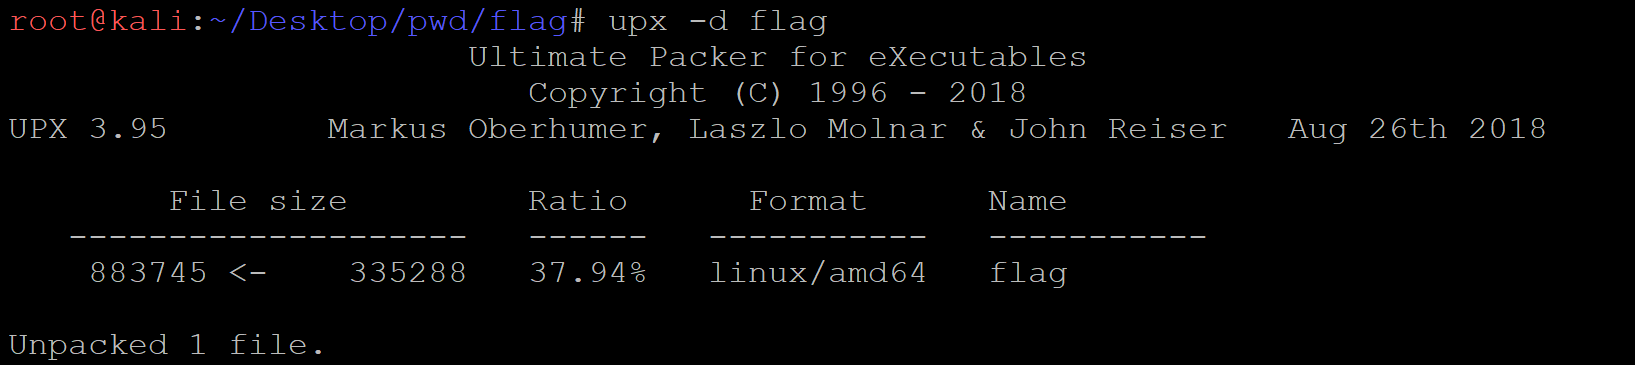 root@kali:~/Desktop/pwd/flag# upx -d flag
                       Ultimate Packer for eXecutables
                          Copyright (C) 1996 - 2018
UPX 3.95        Markus Oberhumer, Laszlo Molnar & John Reiser   Aug 26th 2018
        File size         Ratio      Format      Name
   --------------------   ------   -----------   -----------
    883745 <-    335288   37.94%   linux/amd64   flag
Unpacked 1 file.